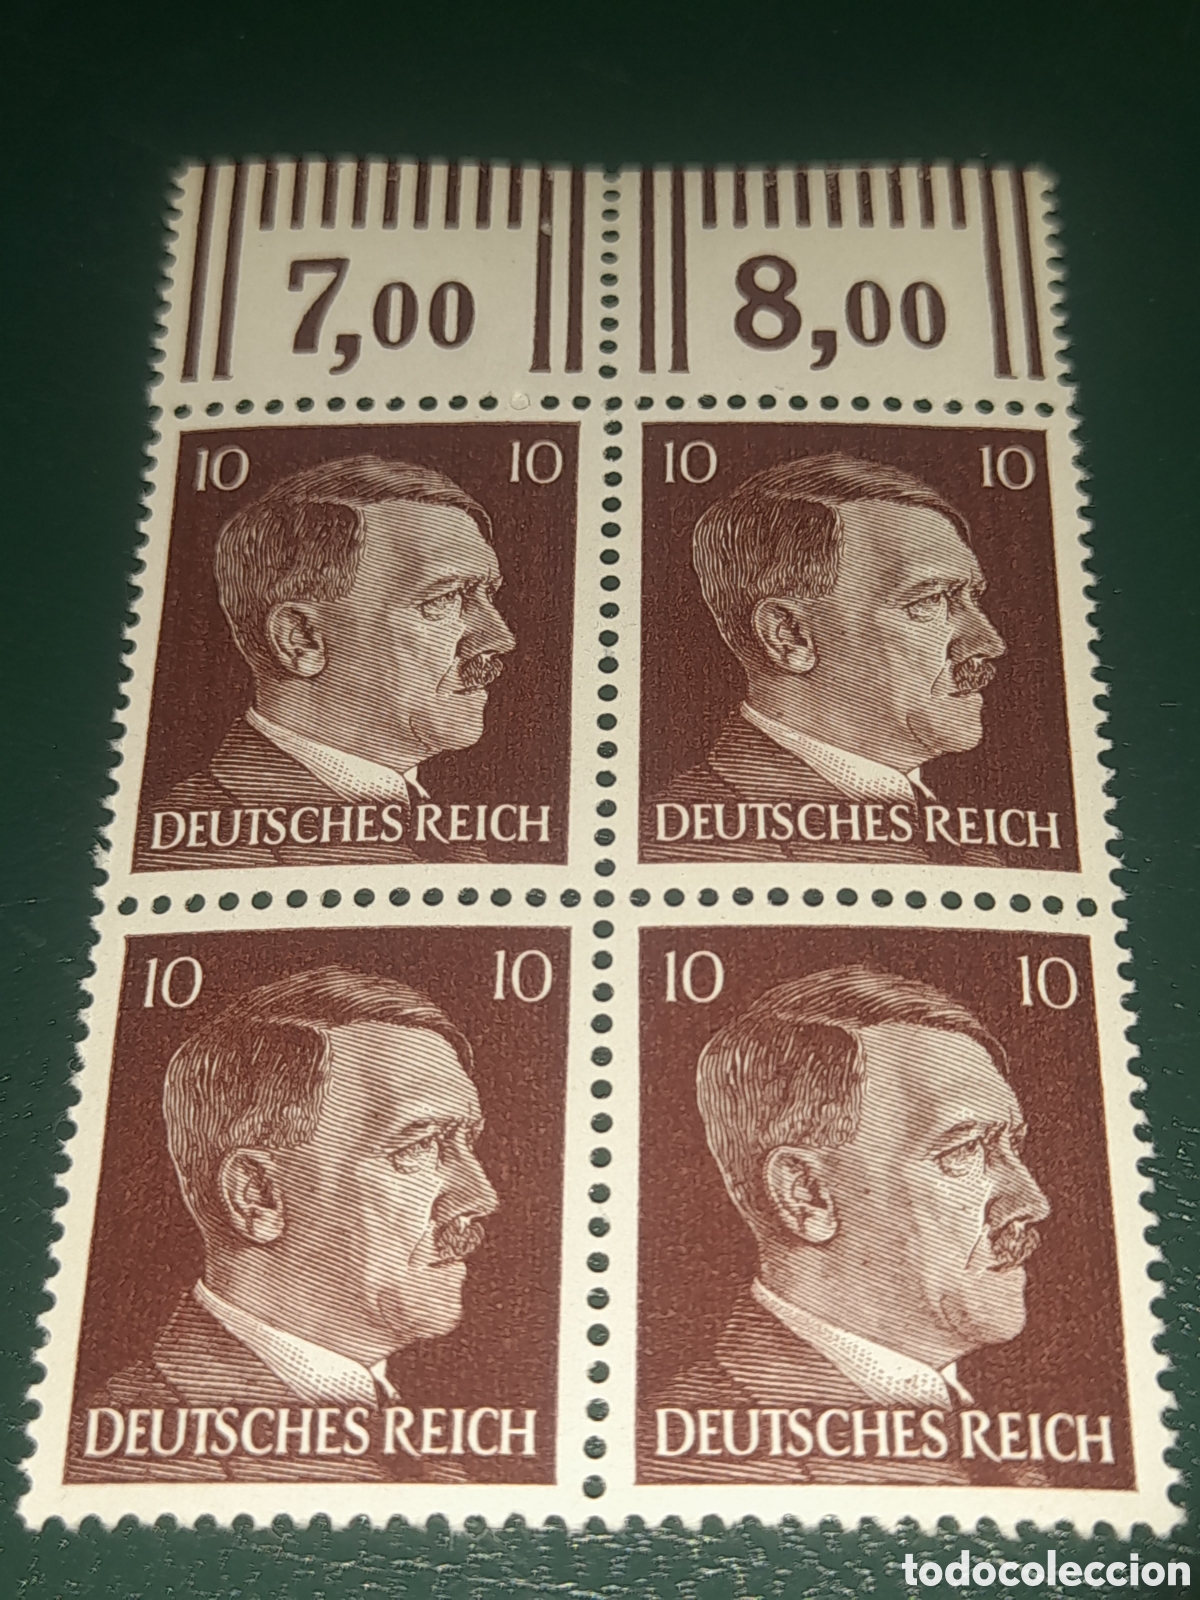 7,00 8,00
10 10 10 10
DEUTSCHES REICH DEUTSCHES REICH
10 10 10 10
DEUTSCHES REICH DEUTSCHES REICH
todocoleccion